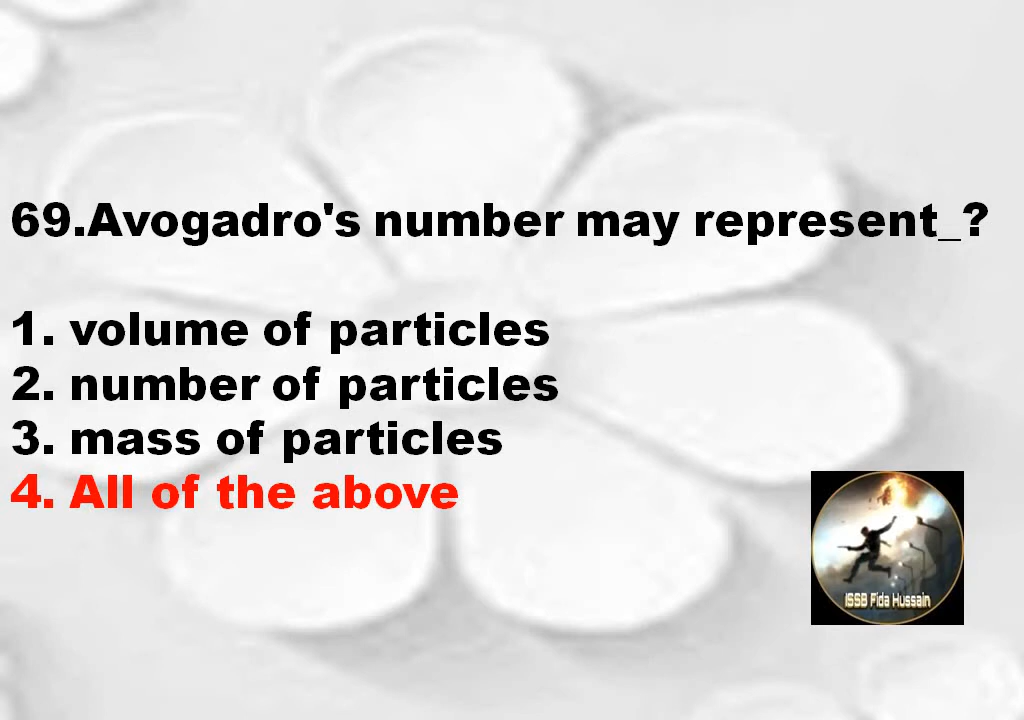 69.Avogadro's number may represent_?
1. volume of particles
2. number of particles
3. mass of particles
4. All of the above
ISSB Fida Hussain